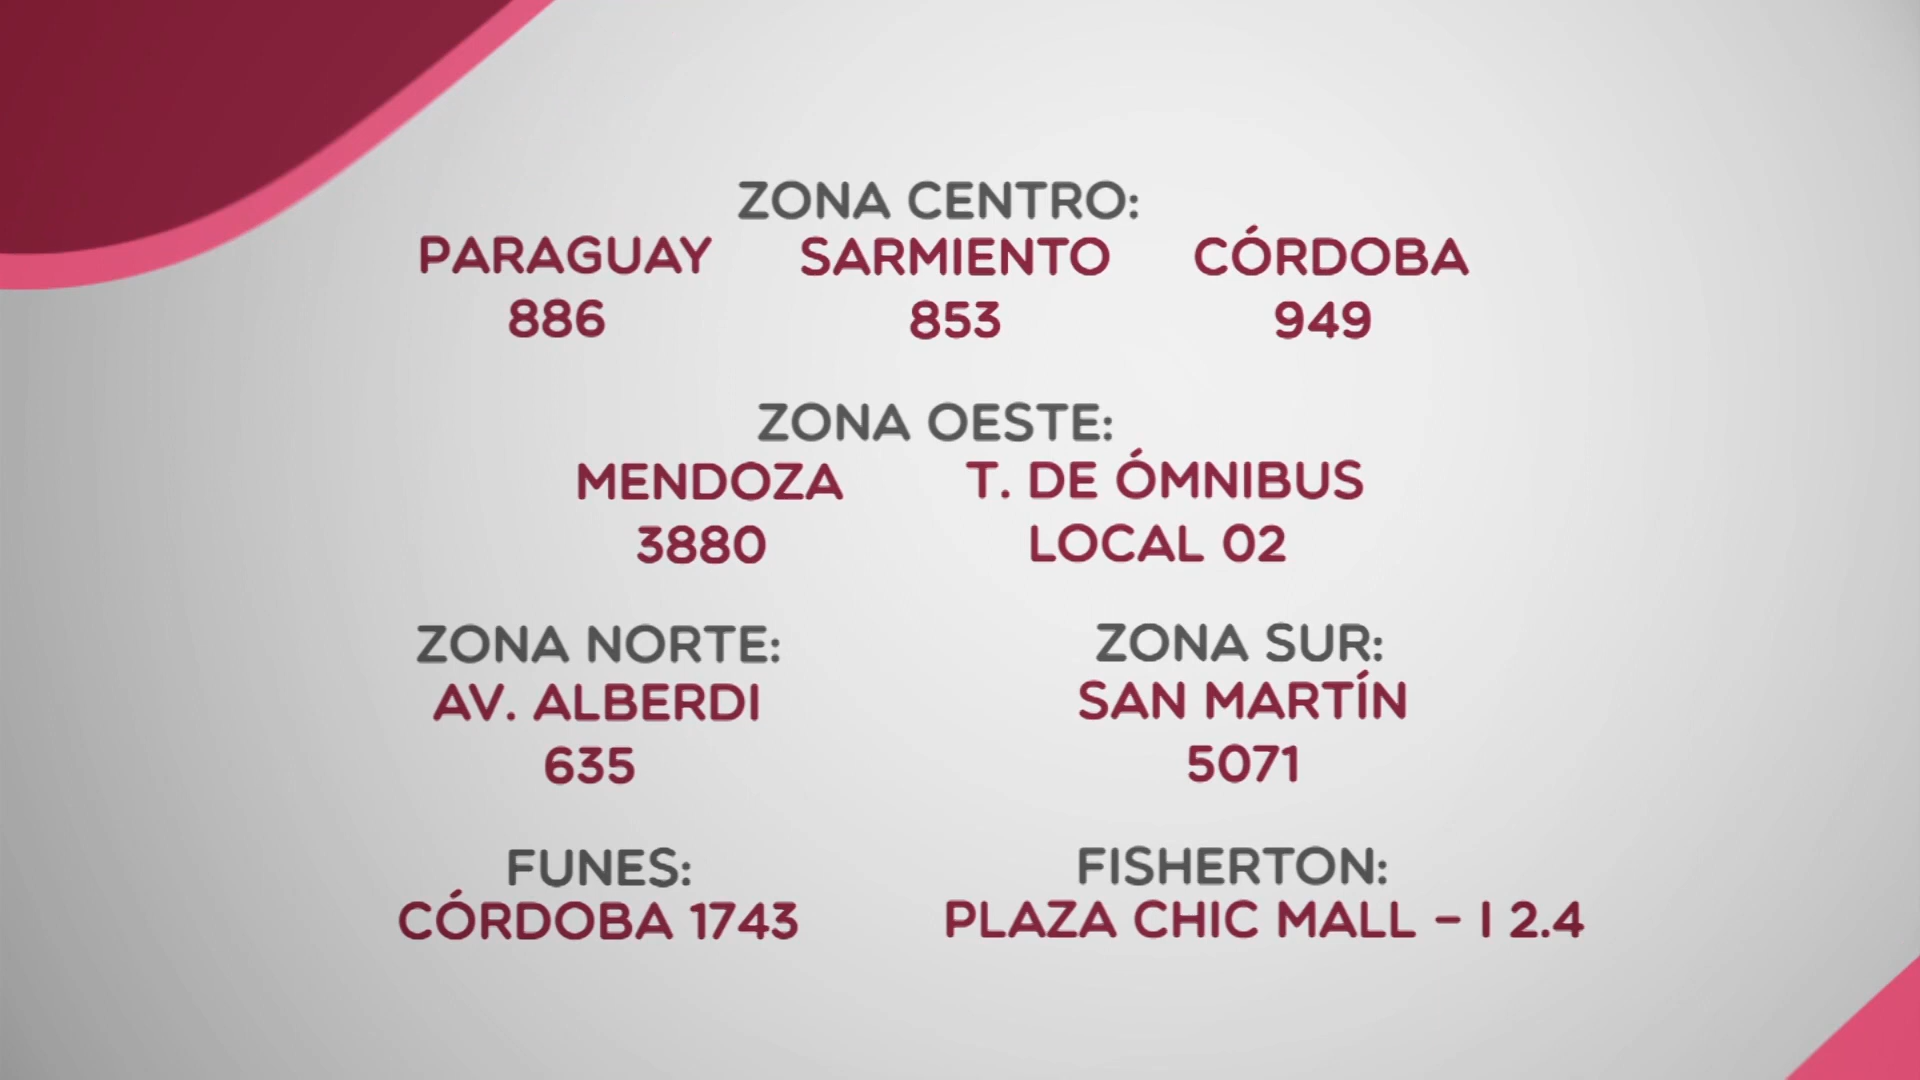 ZONA CENTRO:
PARAGUAY SARMIENTO CÓRDOBA
886 853 949
ZONA OESTE:
MENDOZA T. DE ÓMNIBUS
3880 LOCAL 02
ZONA NORTE: ZONA SUR:
AV. ALBERDI SAN MARTÍN
635 5071
FUNES: FISHERTON:
CÓRDOBA 1743 PLAZA CHIC MALL – I 2.4